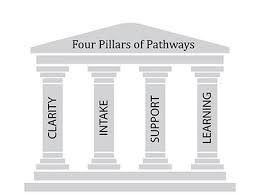 Four Pillars of Pathways
CLARITY
INTAKE
SUPPORT
LEARNING